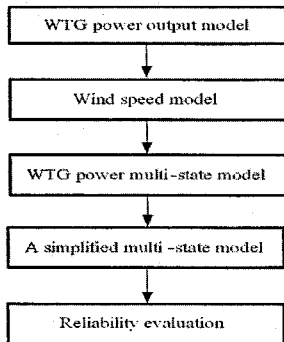 WTG power output model
Wind speed model
WTG power multi-state model
A simplified multi-state model
Reliability evaluation